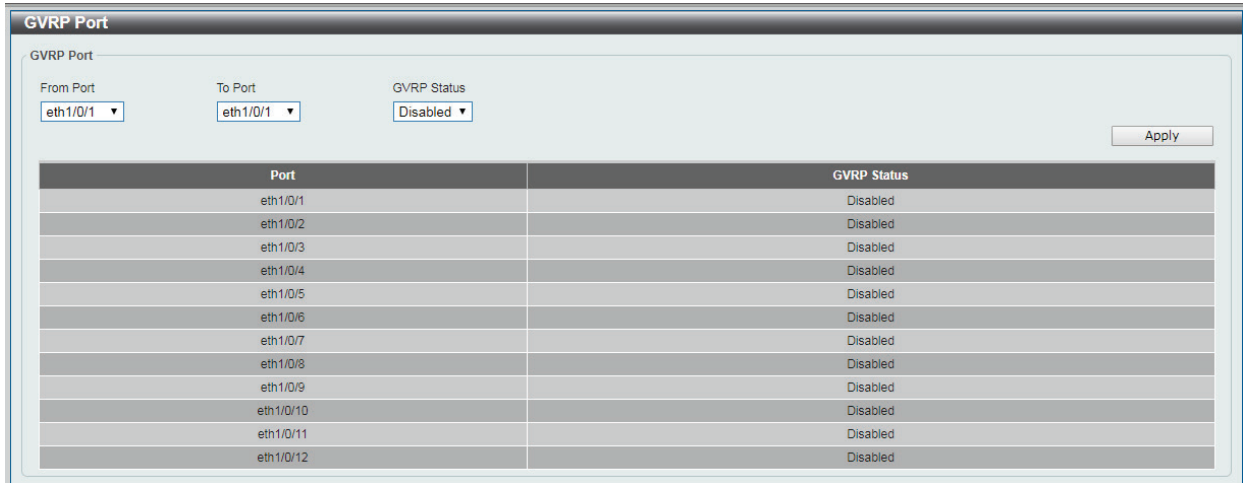 GVRP Port
GVRP Port
From Port To Port GVRP Status
eth1/0/1 eth1/0/1 Disabled
Apply
Port GVRP Status
eth1/0/1 Disabled
eth1/0/2 Disabled
eth1/0/3 Disabled
eth1/0/4 Disabled
eth1/0/5 Disabled
eth1/0/6 Disabled
eth1/0/7 Disabled
eth1/0/8 Disabled
eth1/0/9 Disabled
eth1/0/10 Disabled
eth1/0/11 Disabled
eth1/0/12 Disabled